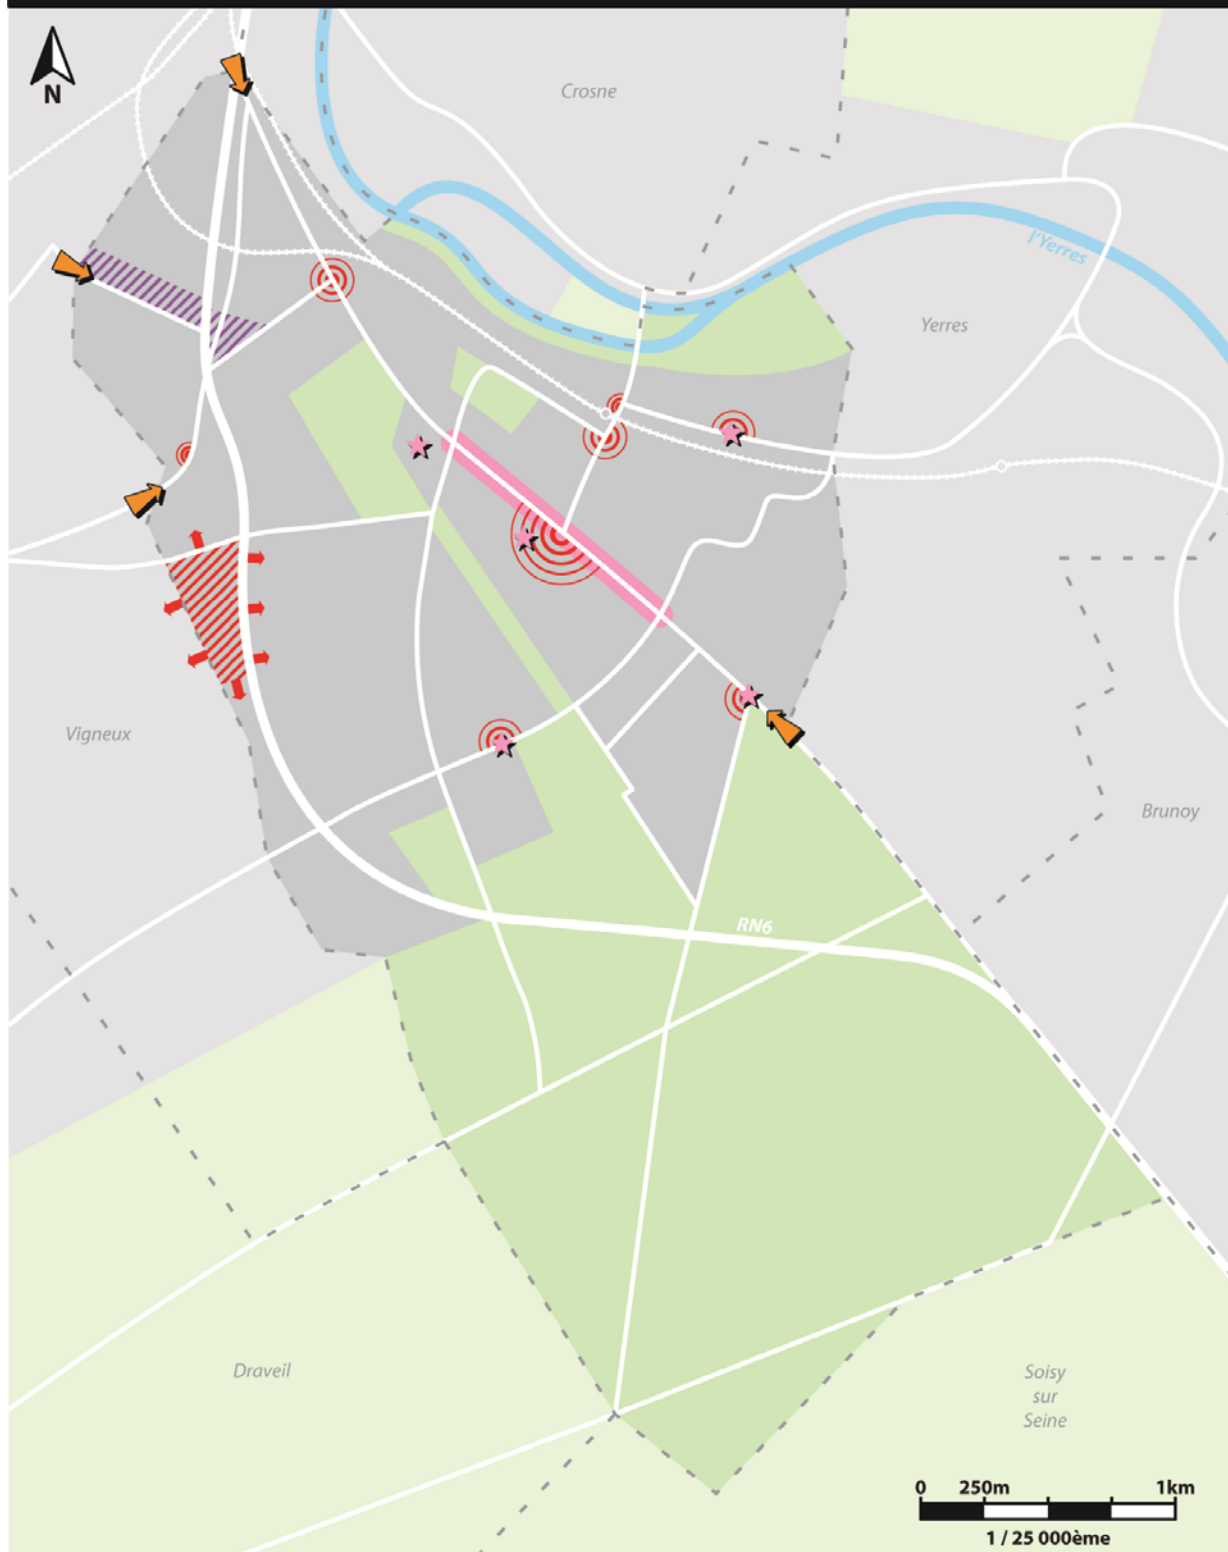 N
Crosne
l'Yerres
Yerres
Vigneux
Brunoy
RN6
Draveil
Soisy
sur
Seine
0 250m 1km
1 / 25 000ème